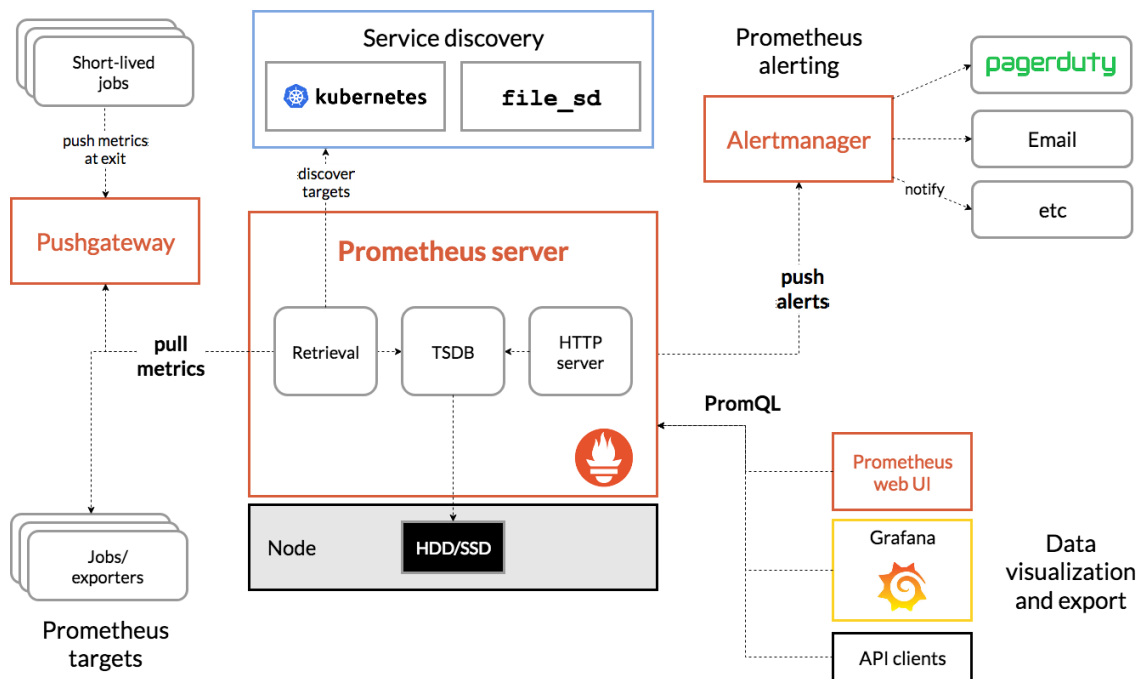 Short-lived
jobs
push metrics
at exit
Pushgateway
Service discovery
kubernetes
file_sd
discover
targets
Prometheus
alerting
Alertmanager
pagerduty
Email
notify
etc
Prometheus server
Retrieval
TSDB
HTTP
server
pull
metrics
push
alerts
PromQL
Node
HDD/SSD
Jobs/
exporters
Prometheus
targets
Prometheus
web UI
Grafana
API clients
Data
visualization
and export